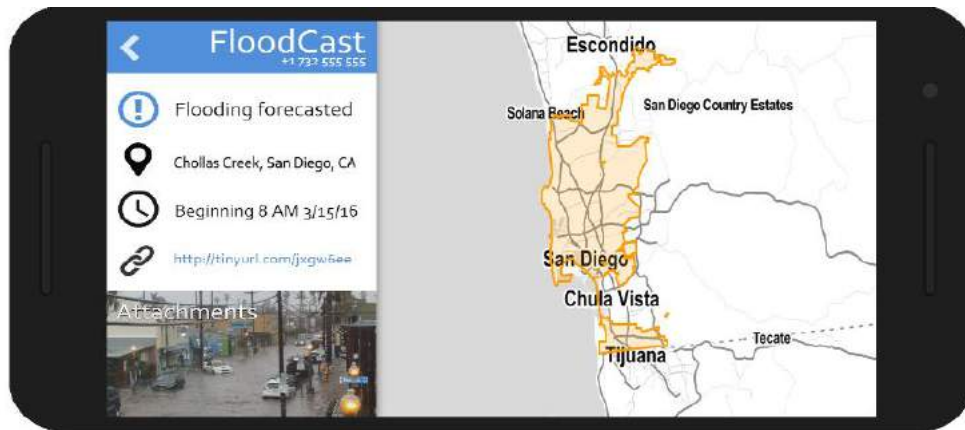 FloodCast
+1 732 555 555
Flooding forecasted
Chollas Creek, San Diego, CA
Beginning 8 AM 3/15/16
http://tinyurl.com/jxgw6ee
Attachments
Escondido
Solana Beach
San Diego Country Estates
San Diego
Chula Vista
Tecate
Tijuana